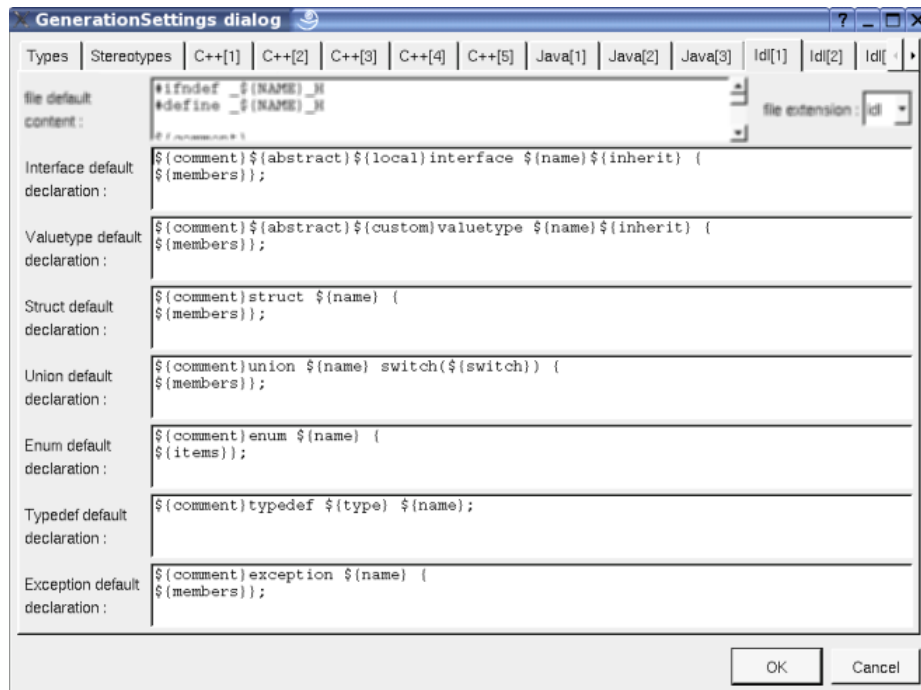 GenerationSettings dialog
Types Stereotypes C++[1] C++[2] C++[3] C++[4] C++[5] Java[1] Java[2] Java[3] Idl[1] Idl[2] Idl[
file default
content :
#ifndef _${NAME}_H
#define _${NAME}_H
${comment}
file extension : idl
Interface default
declaration :
${comment}${abstract}${local}interface ${name}${inherit} {
${members}};
Valuetype default
declaration :
${comment}${abstract}${custom}valuetype ${name}${inherit} {
${members}};
Struct default
declaration :
${comment}struct ${name} {
${members}};
Union default
declaration :
${comment}union ${name} switch(${switch}) {
${members}};
Enum default
declaration :
${comment}enum ${name} {
${items}};
Typedef default
declaration :
${comment}typedef ${type} ${name};
Exception default
declaration :
${comment}exception ${name} {
${members}};
OK Cancel